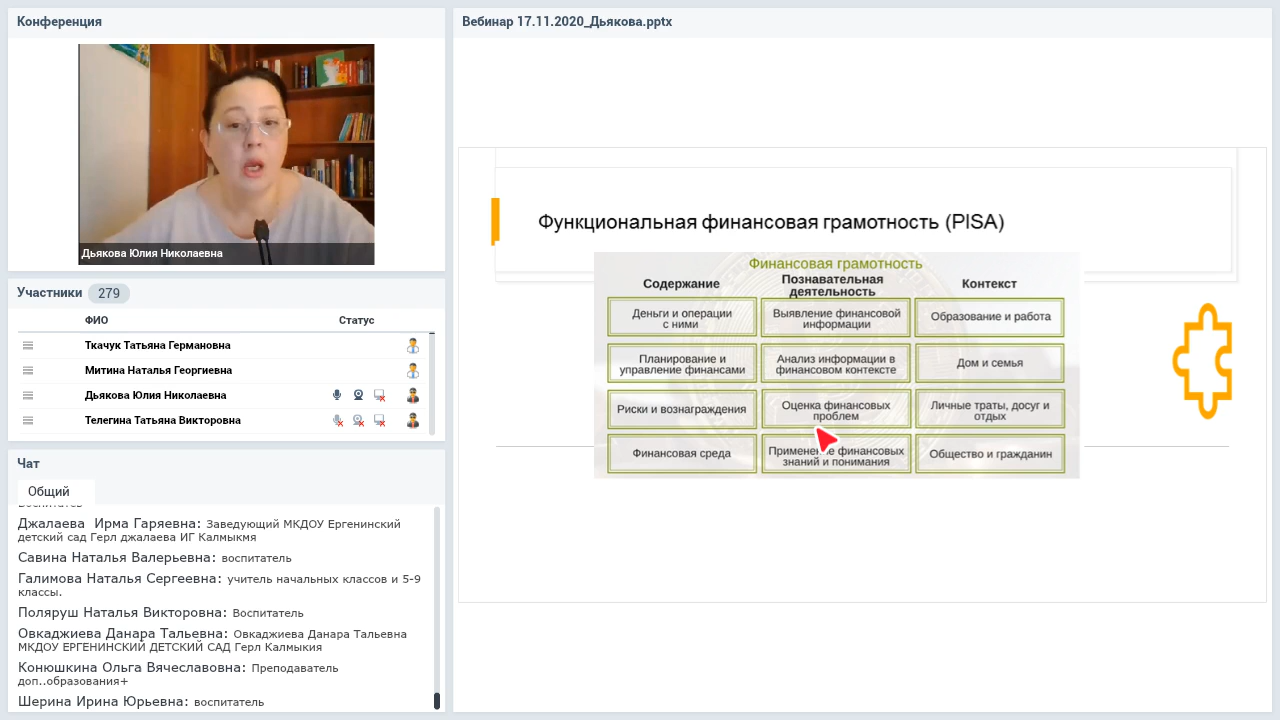 Конференция
Дьякова Юлия Николаевна
Участники 279
ФИО Статус
Ткачук Татьяна Германовна
Митина Наталья Георгиевна
Дьякова Юлия Николаевна
Телегина Татьяна Викторовна
Чат
Общий
Джалаева Ирма Гаряевна: Заведующий МКДОУ Ергенинский
детский сад Герл джалаева ИГ Калмыкмя
Савина Наталья Валерьевна: воспитатель
Галимова Наталья Сергеевна: учитель начальных классов и 5-9
классы.
Поляруш Наталья Викторовна: Воспитатель
Овкаджиева Данара Тальевна: Овкаджиева Данара Тальевна
МКДОУ ЕРГЕНИНСКИЙ ДЕТСКИЙ САД Герл Калмыкия
Конюшкина Ольга Вячеславовна: Преподаватель
доп..образования+
Шерина Ирина Юрьевна: воспитатель
Вебинар 17.11.2020_Дьякова.pptx
Функциональная финансовая грамотность (PISA)
Финансовая грамотность
Содержание
Деньги и операции
с ними
Планирование и
управление финансами
Риски и вознаграждения
Финансовая среда
Познавательная
деятельность
Выявление финансовой
информации
Анализ информации в
финансовом контексте
Оценка финансовых
проблем
Применение финансовых
знаний и понимания
Контекст
Образование и работа
Дом и семья
Личные траты, досуг и
отдых
Общество и гражданин